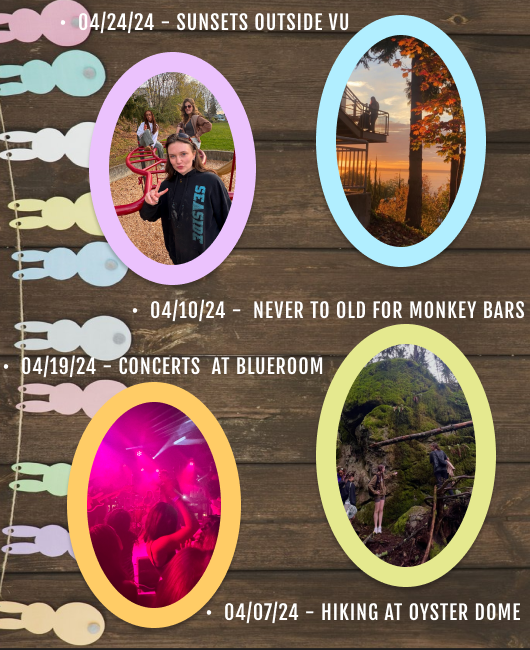 • 04/24/24 - SUNSETS OUTSIDE VU
SEASIDE
• 04/10/24 - NEVER TO OLD FOR MONKEY BARS
• 04/19/24 - CONCERTS AT BLUEROOM
• 04/07/24 - HIKING AT OYSTER DOME